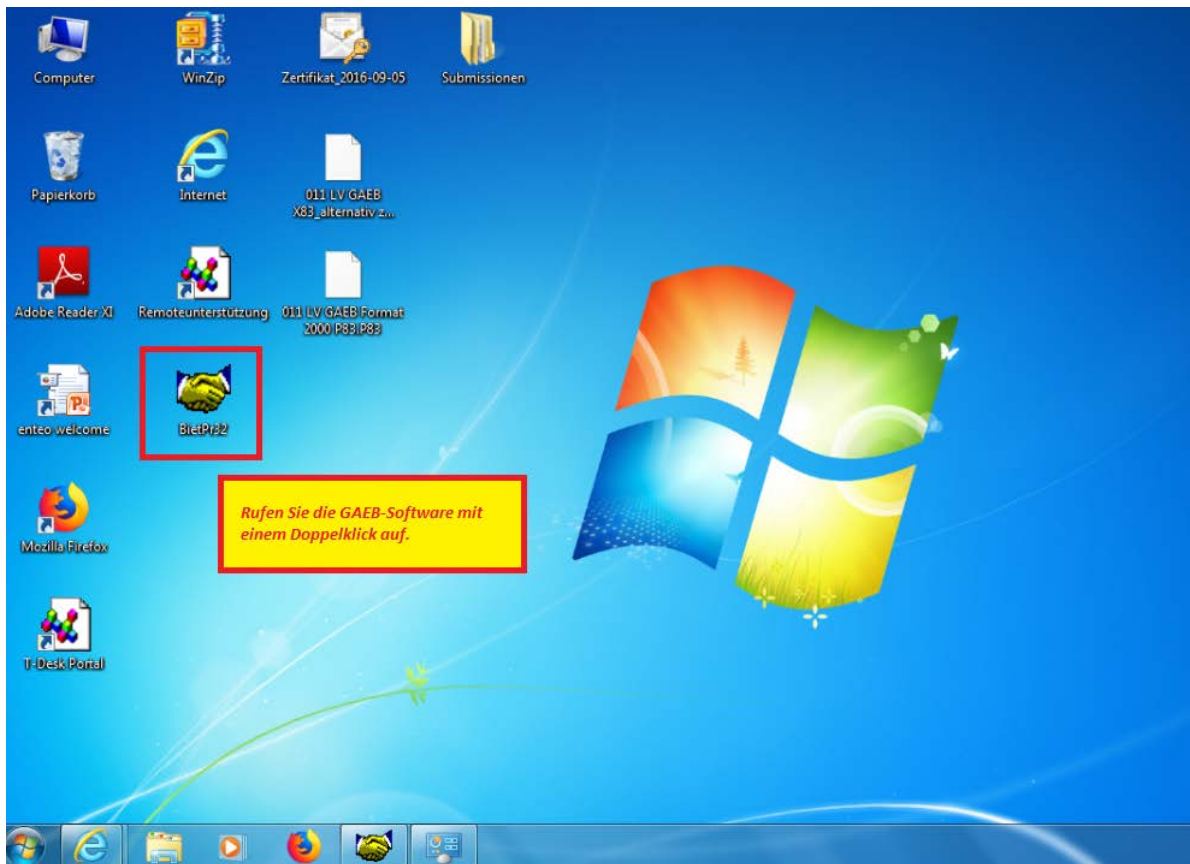 Computer
WinZip
Zertifikat_2016-09-05
Submissionen
Papierkorb
Internet
011 LV GAEB
X83_alternativ z...
Adobe Reader XI
Remoteunterstützung
011 LV GAEB Format
2000 P83.P83
enteo welcome
BietPr32
Rufen Sie die GAEB-Software mit
einem Doppelklick auf.
Mozilla Firefox
T-Desk Portal